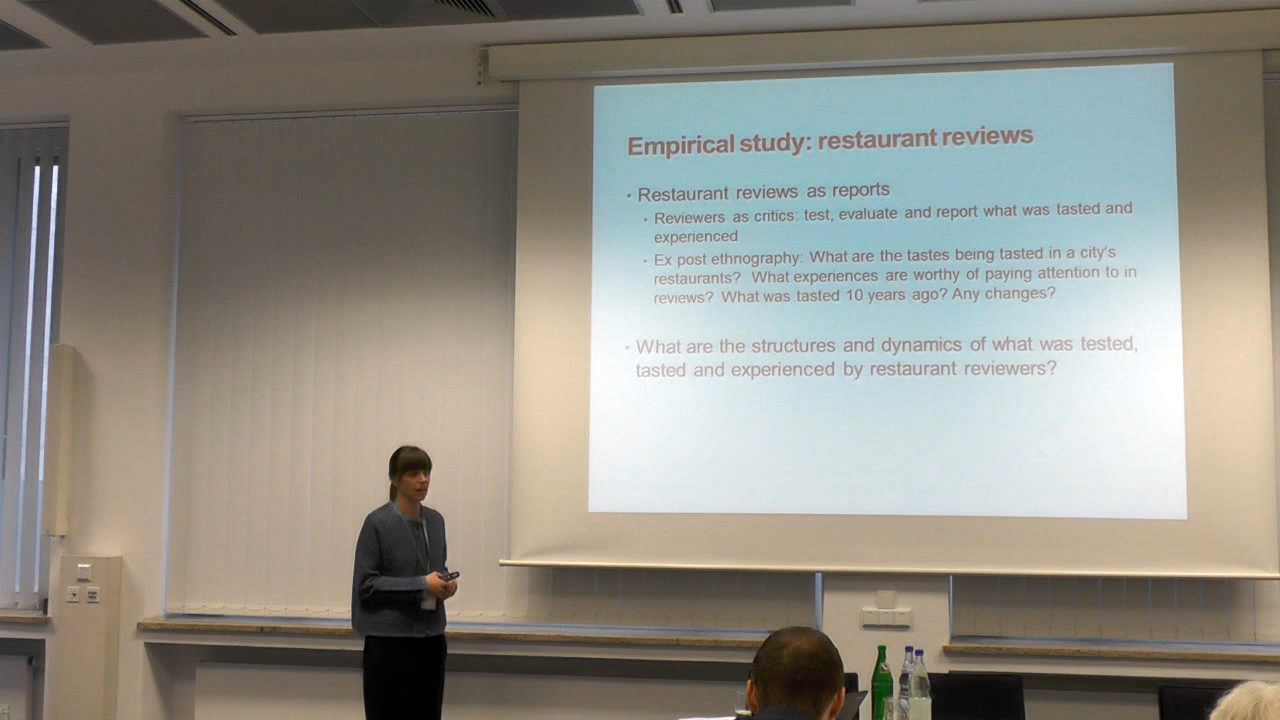 Empirical study: restaurant reviews
• Restaurant reviews as reports
• Reviewers as critics: test, evaluate and report what was tasted and
experienced
• Ex post ethnography: What are the tastes being tasted in a city's
restaurants? What experiences are worthy of paying attention to in
reviews? What was tasted 10 years ago? Any changes?
• What are the structures and dynamics of what was tested,
tasted and experienced by restaurant reviewers?